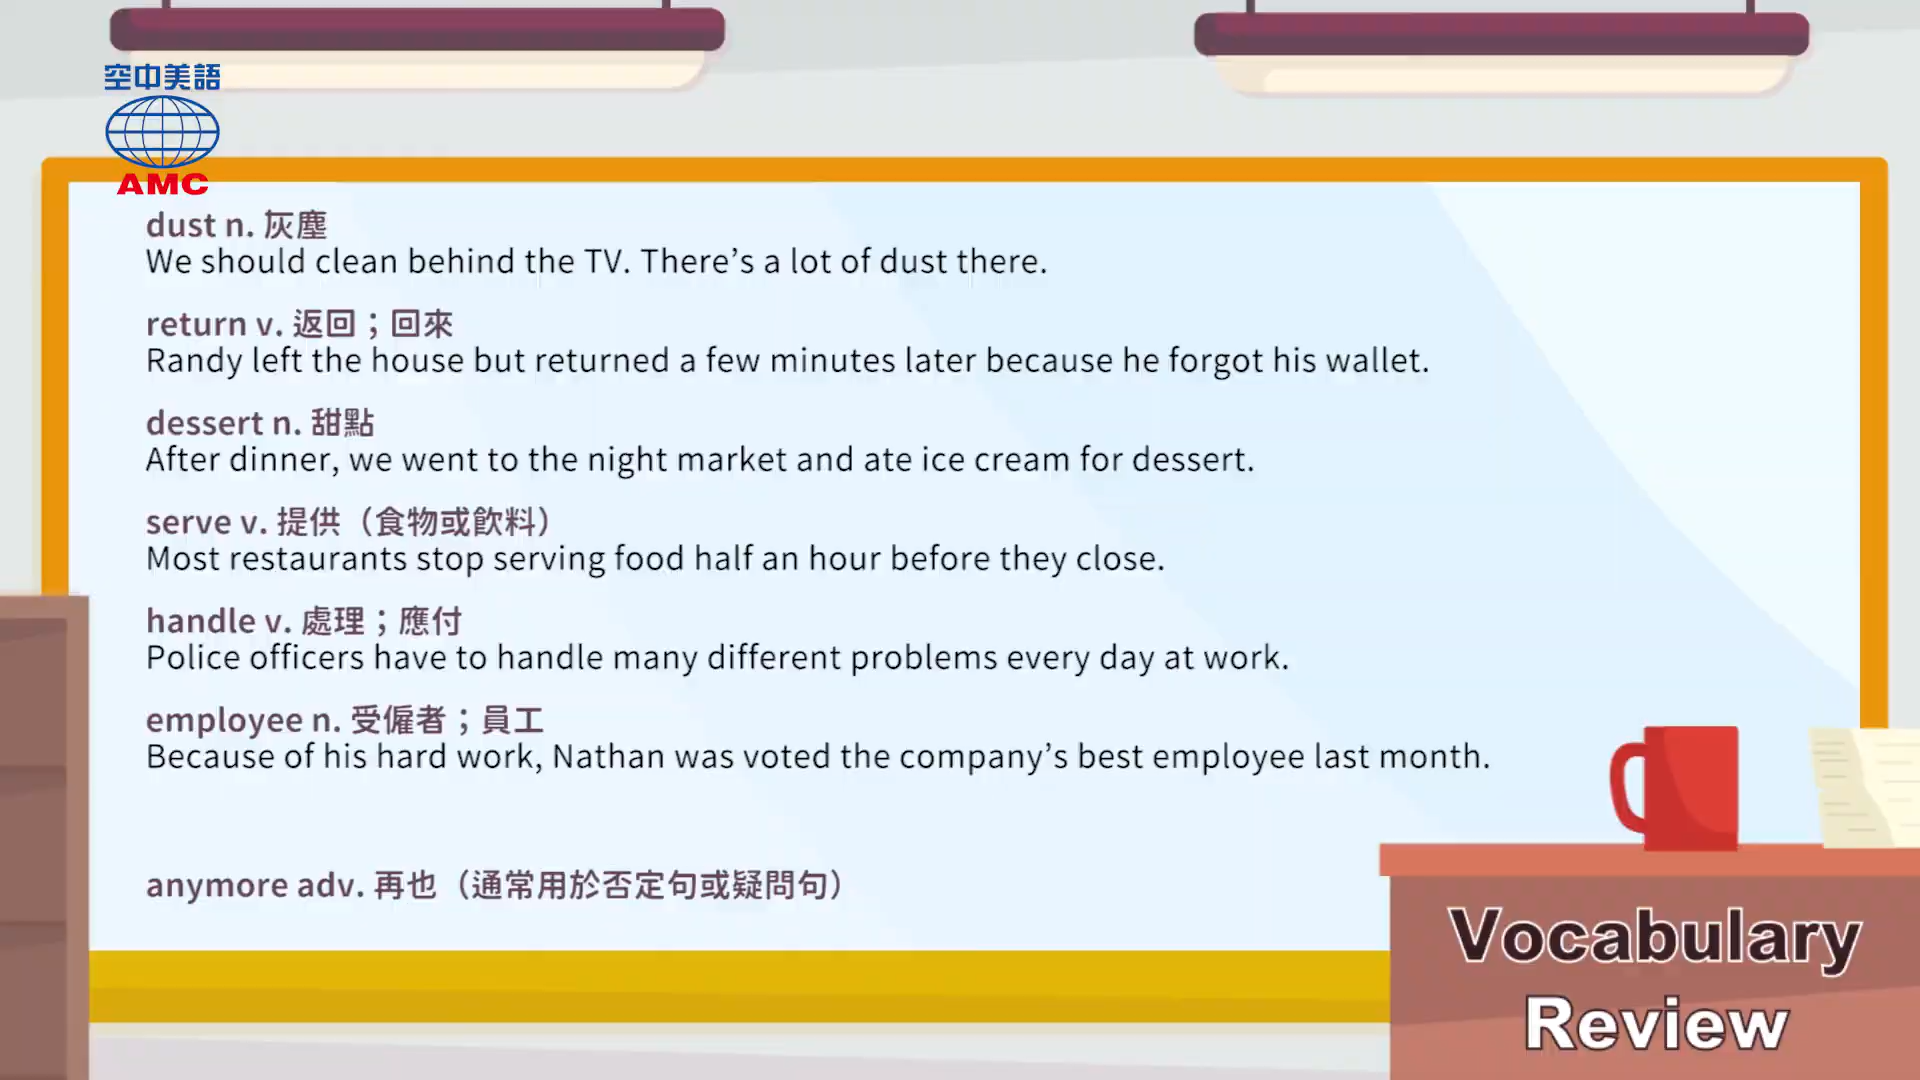 空中美語
AMC
dust n. 灰塵
We should clean behind the TV. There’s a lot of dust there.
return v. 返回；回來
Randy left the house but returned a few minutes later because he forgot his wallet.
dessert n. 甜點
After dinner, we went to the night market and ate ice cream for dessert.
serve v. 提供（食物或飲料）
Most restaurants stop serving food half an hour before they close.
handle v. 處理；應付
Police officers have to handle many different problems every day at work.
employee n. 受僱者；員工
Because of his hard work, Nathan was voted the company’s best employee last month.
anymore adv. 再也（通常用於否定句或疑問句）
Vocabulary
Review